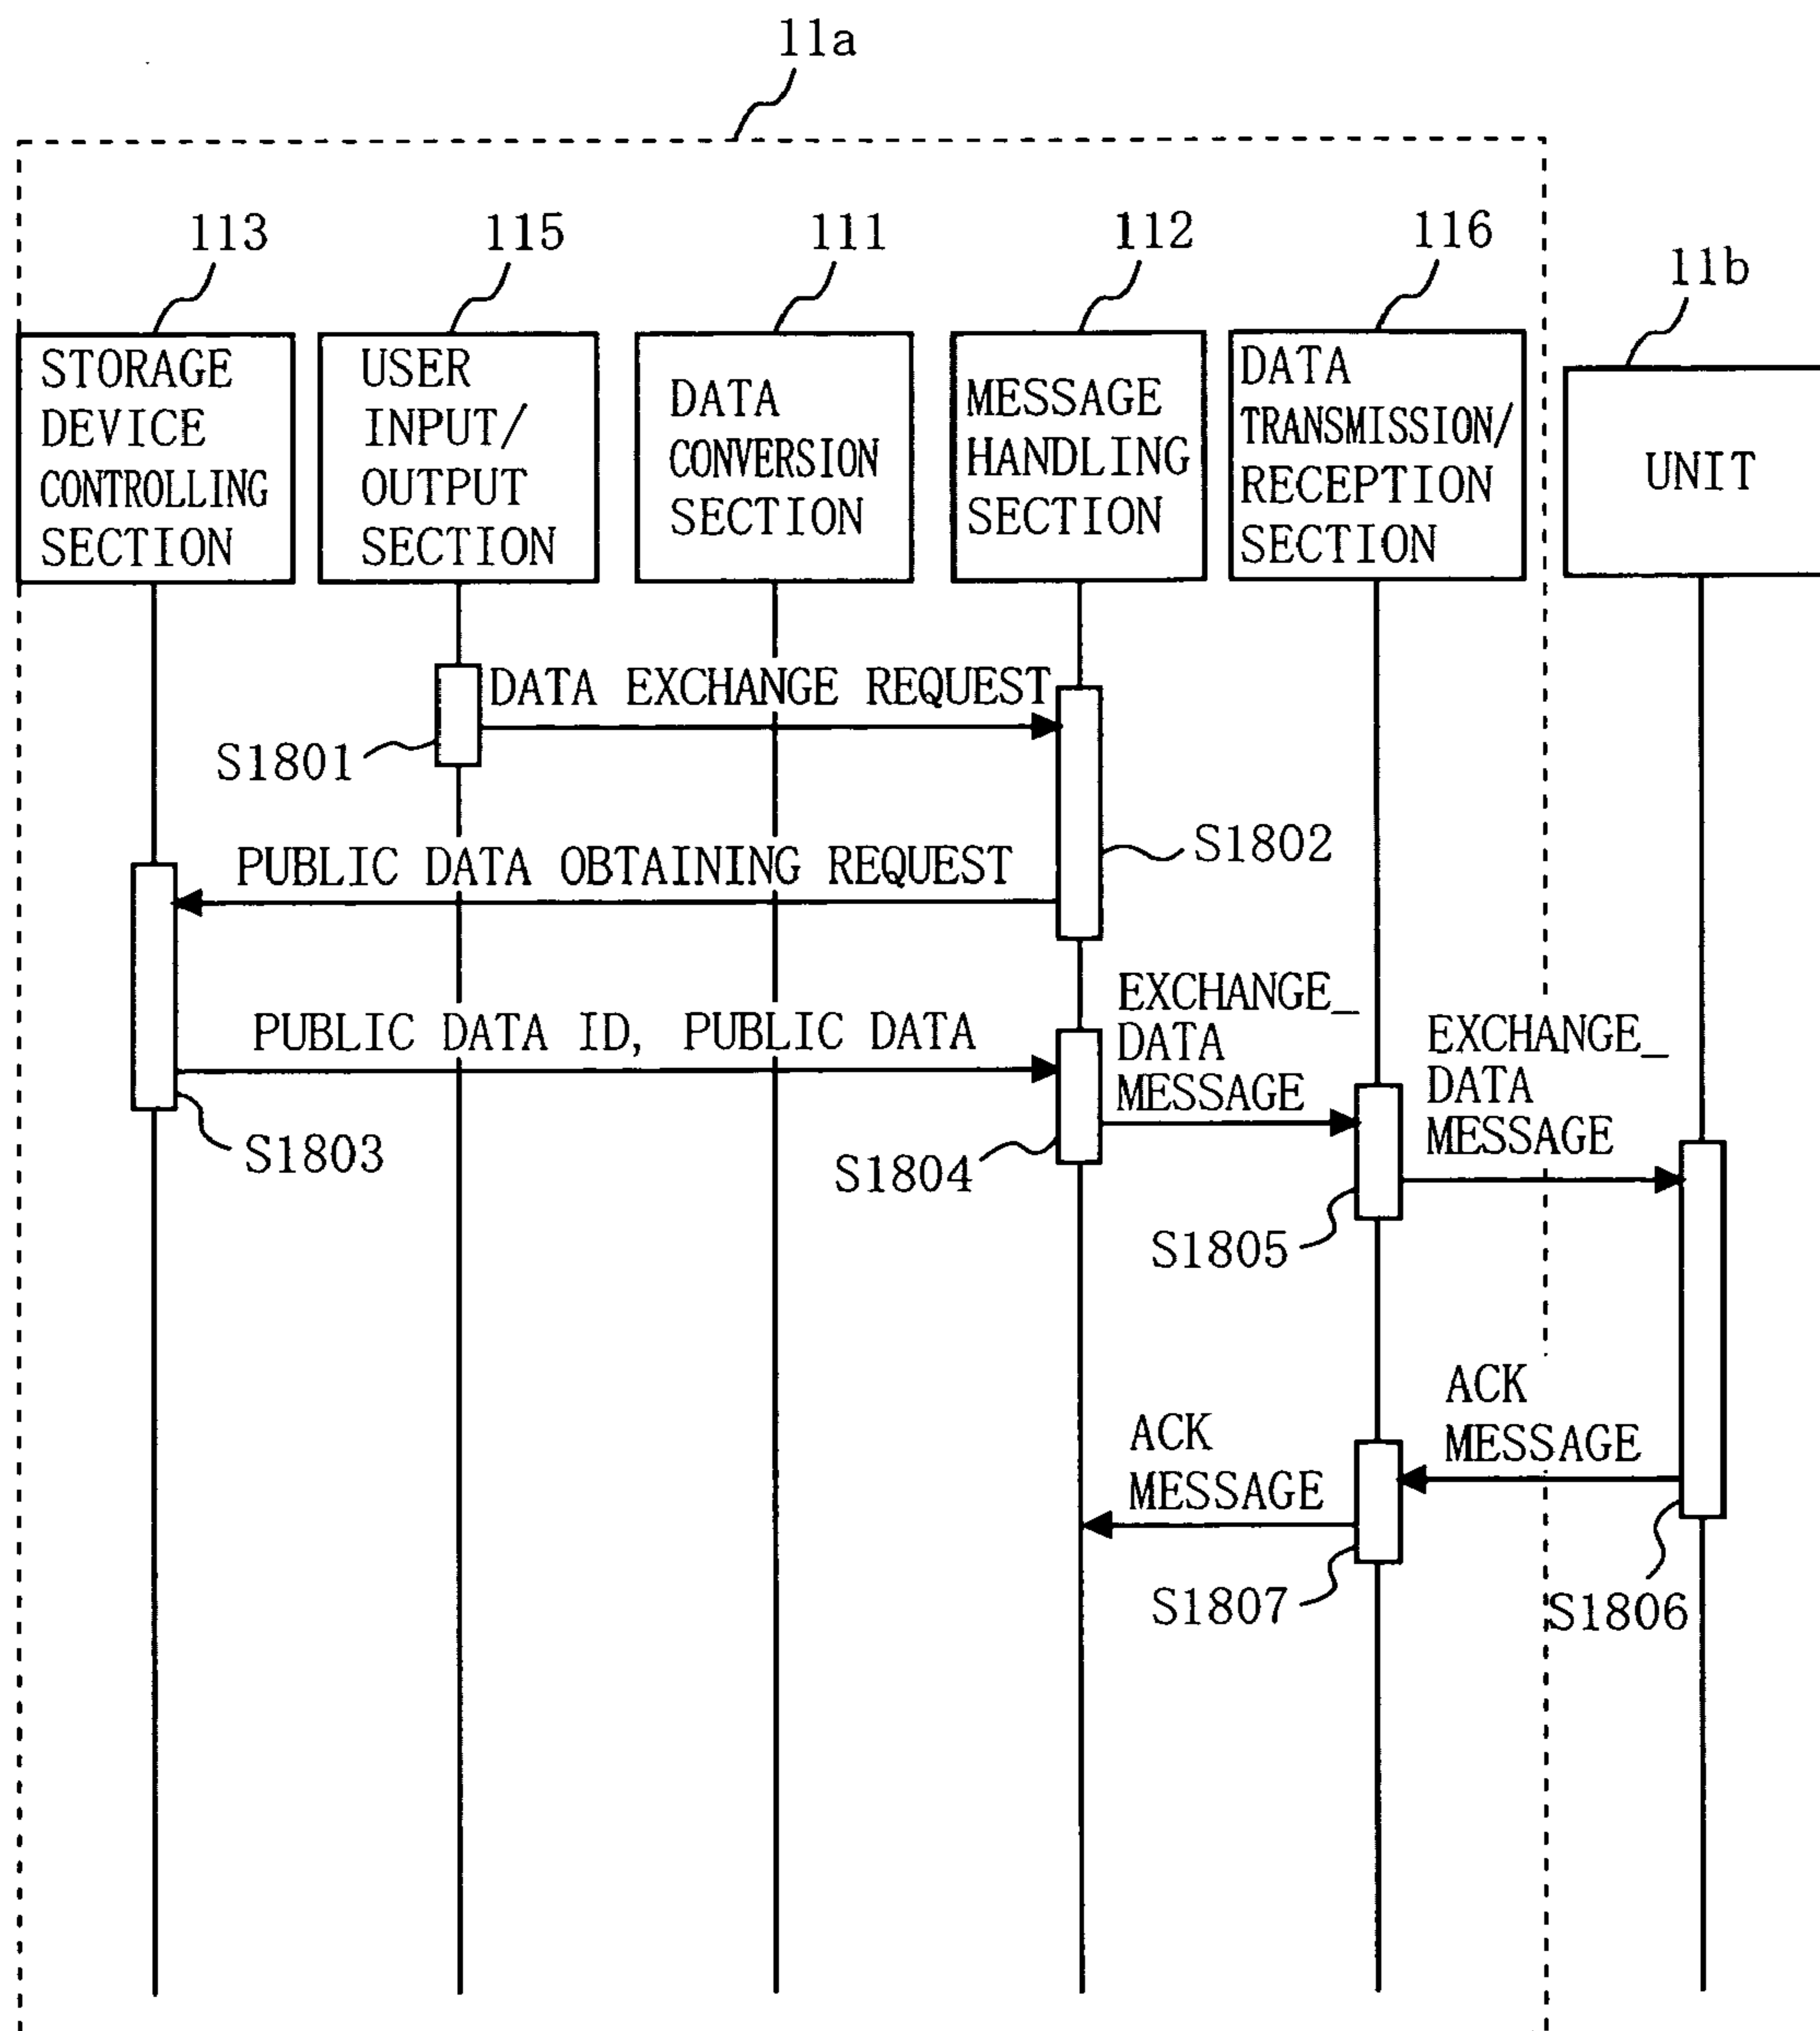 11a
113
115
111
112
116
11b
STORAGE
DEVICE
CONTROLLING
SECTION
USER
INPUT/
OUTPUT
SECTION
DATA
CONVERSION
SECTION
MESSAGE
HANDLING
SECTION
DATA
TRANSMISSION/
RECEPTION
SECTION
UNIT
DATA EXCHANGE REQUEST
S1801
S1802
PUBLIC DATA OBTAINING REQUEST
PUBLIC DATA ID, PUBLIC DATA
S1803
EXCHANGE_
DATA
MESSAGE
S1804
EXCHANGE_
DATA
MESSAGE
S1805
ACK
MESSAGE
ACK
MESSAGE
S1807
S1806